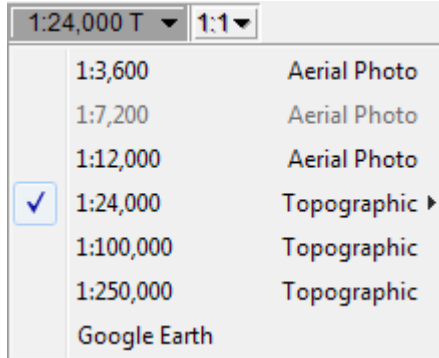 1:24,000 T 1:1
1:3,600 Aerial Photo
1:7,200 Aerial Photo
1:12,000 Aerial Photo
1:24,000 Topographic
1:100,000 Topographic
1:250,000 Topographic
Google Earth